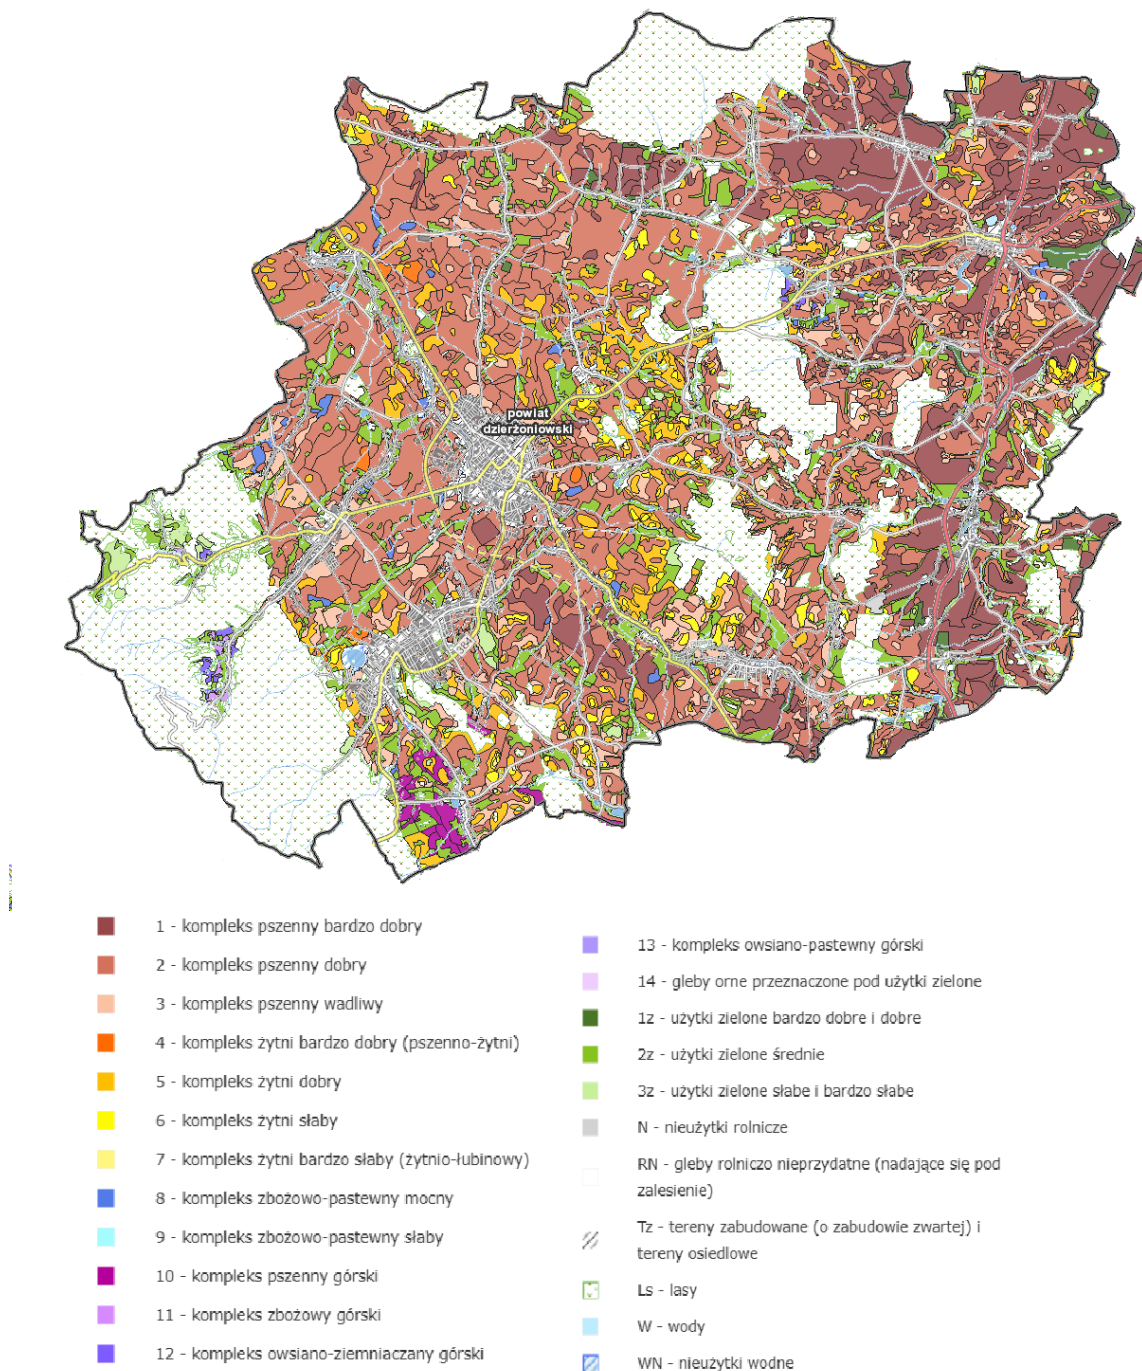 powiat
dzierżoniowski
1 - kompleks pszenny bardzo dobry
2 - kompleks pszenny dobry
3 - kompleks pszenny wadliwy
4 - kompleks żytni bardzo dobry (pszenno-żytni)
5 - kompleks żytni dobry
6 - kompleks żytni słaby
7 - kompleks żytni bardzo słaby (żytnio-łubinowy)
8 - kompleks zbożowo-pastewny mocny
9 - kompleks zbożowo-pastewny słaby
10 - kompleks pszenny górski
11 - kompleks zbożowy górski
12 - kompleks owsiano-ziemniaczany górski
13 - kompleks owsiano-pastewny górski
14 - gleby orne przeznaczone pod użytki zielone
1z - użytki zielone bardzo dobre i dobre
2z - użytki zielone średnie
3z - użytki zielone słabe i bardzo słabe
N - nieużytki rolnicze
RN - gleby rolniczo nieprzydatne (nadające się pod
zalesienie)
Tz - tereny zabudowane (o zabudowie zwartej) i
tereny osiedlowe
Ls - lasy
W - wody
WN - nieużytki wodne